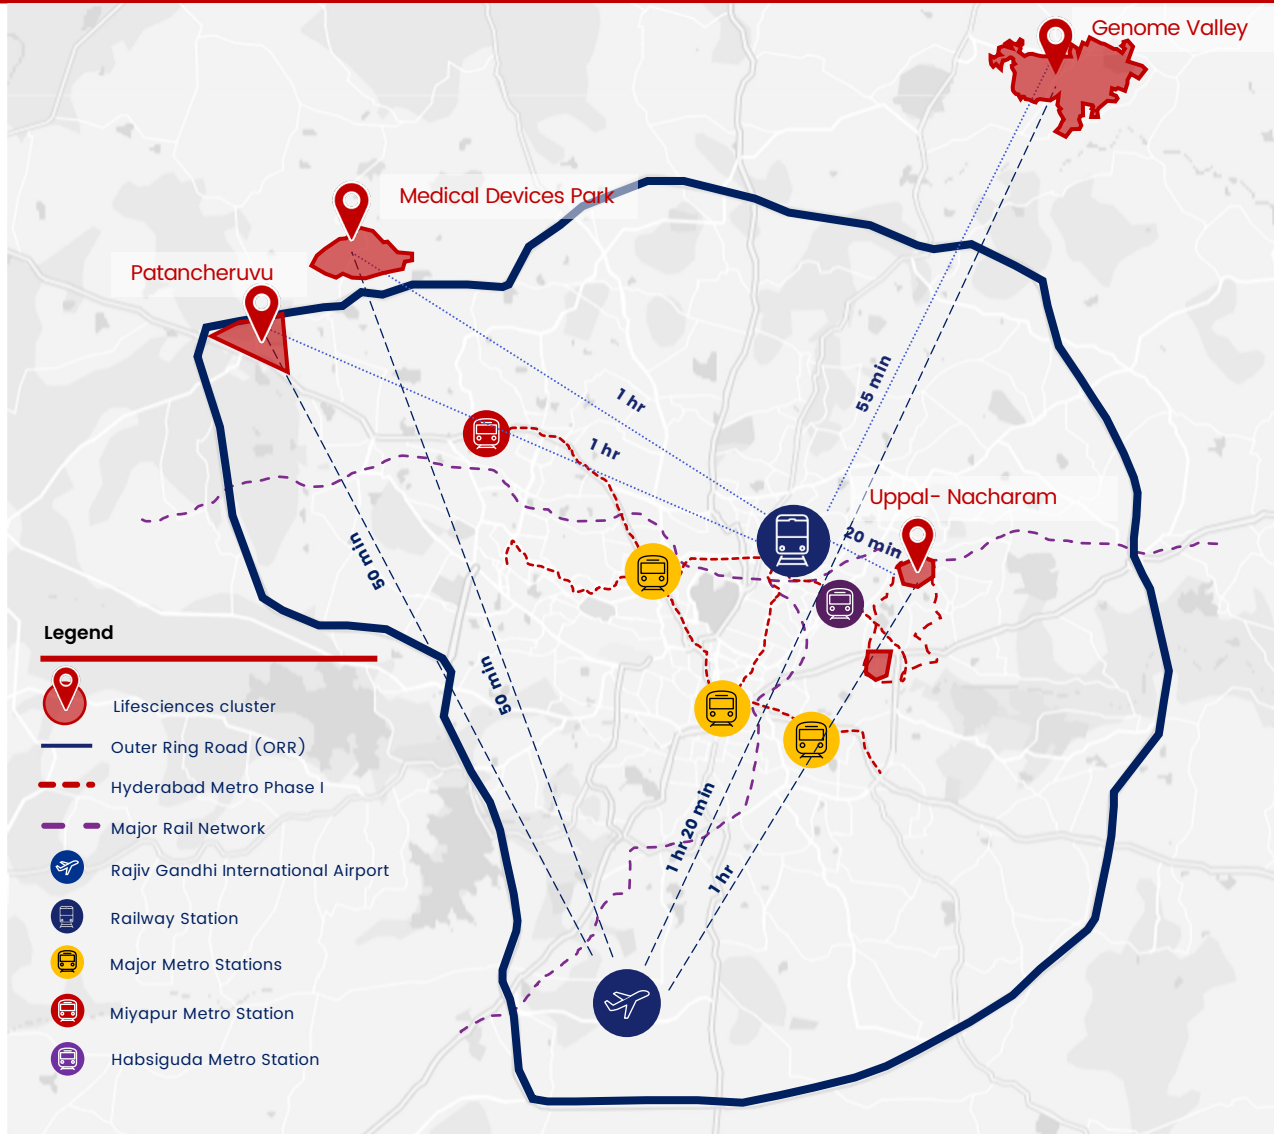 Genome Valley
Medical Devices Park
Patancheruvu
55 min
1 hr
1 hr
Uppal- Nacharam
20 min
50 min
50 min
1 hr 20 min
1 hr
Legend
Lifesciences cluster
Outer Ring Road (ORR)
Hyderabad Metro Phase I
Major Rail Network
Rajiv Gandhi International Airport
Railway Station
Major Metro Stations
Miyapur Metro Station
Habsiguda Metro Station